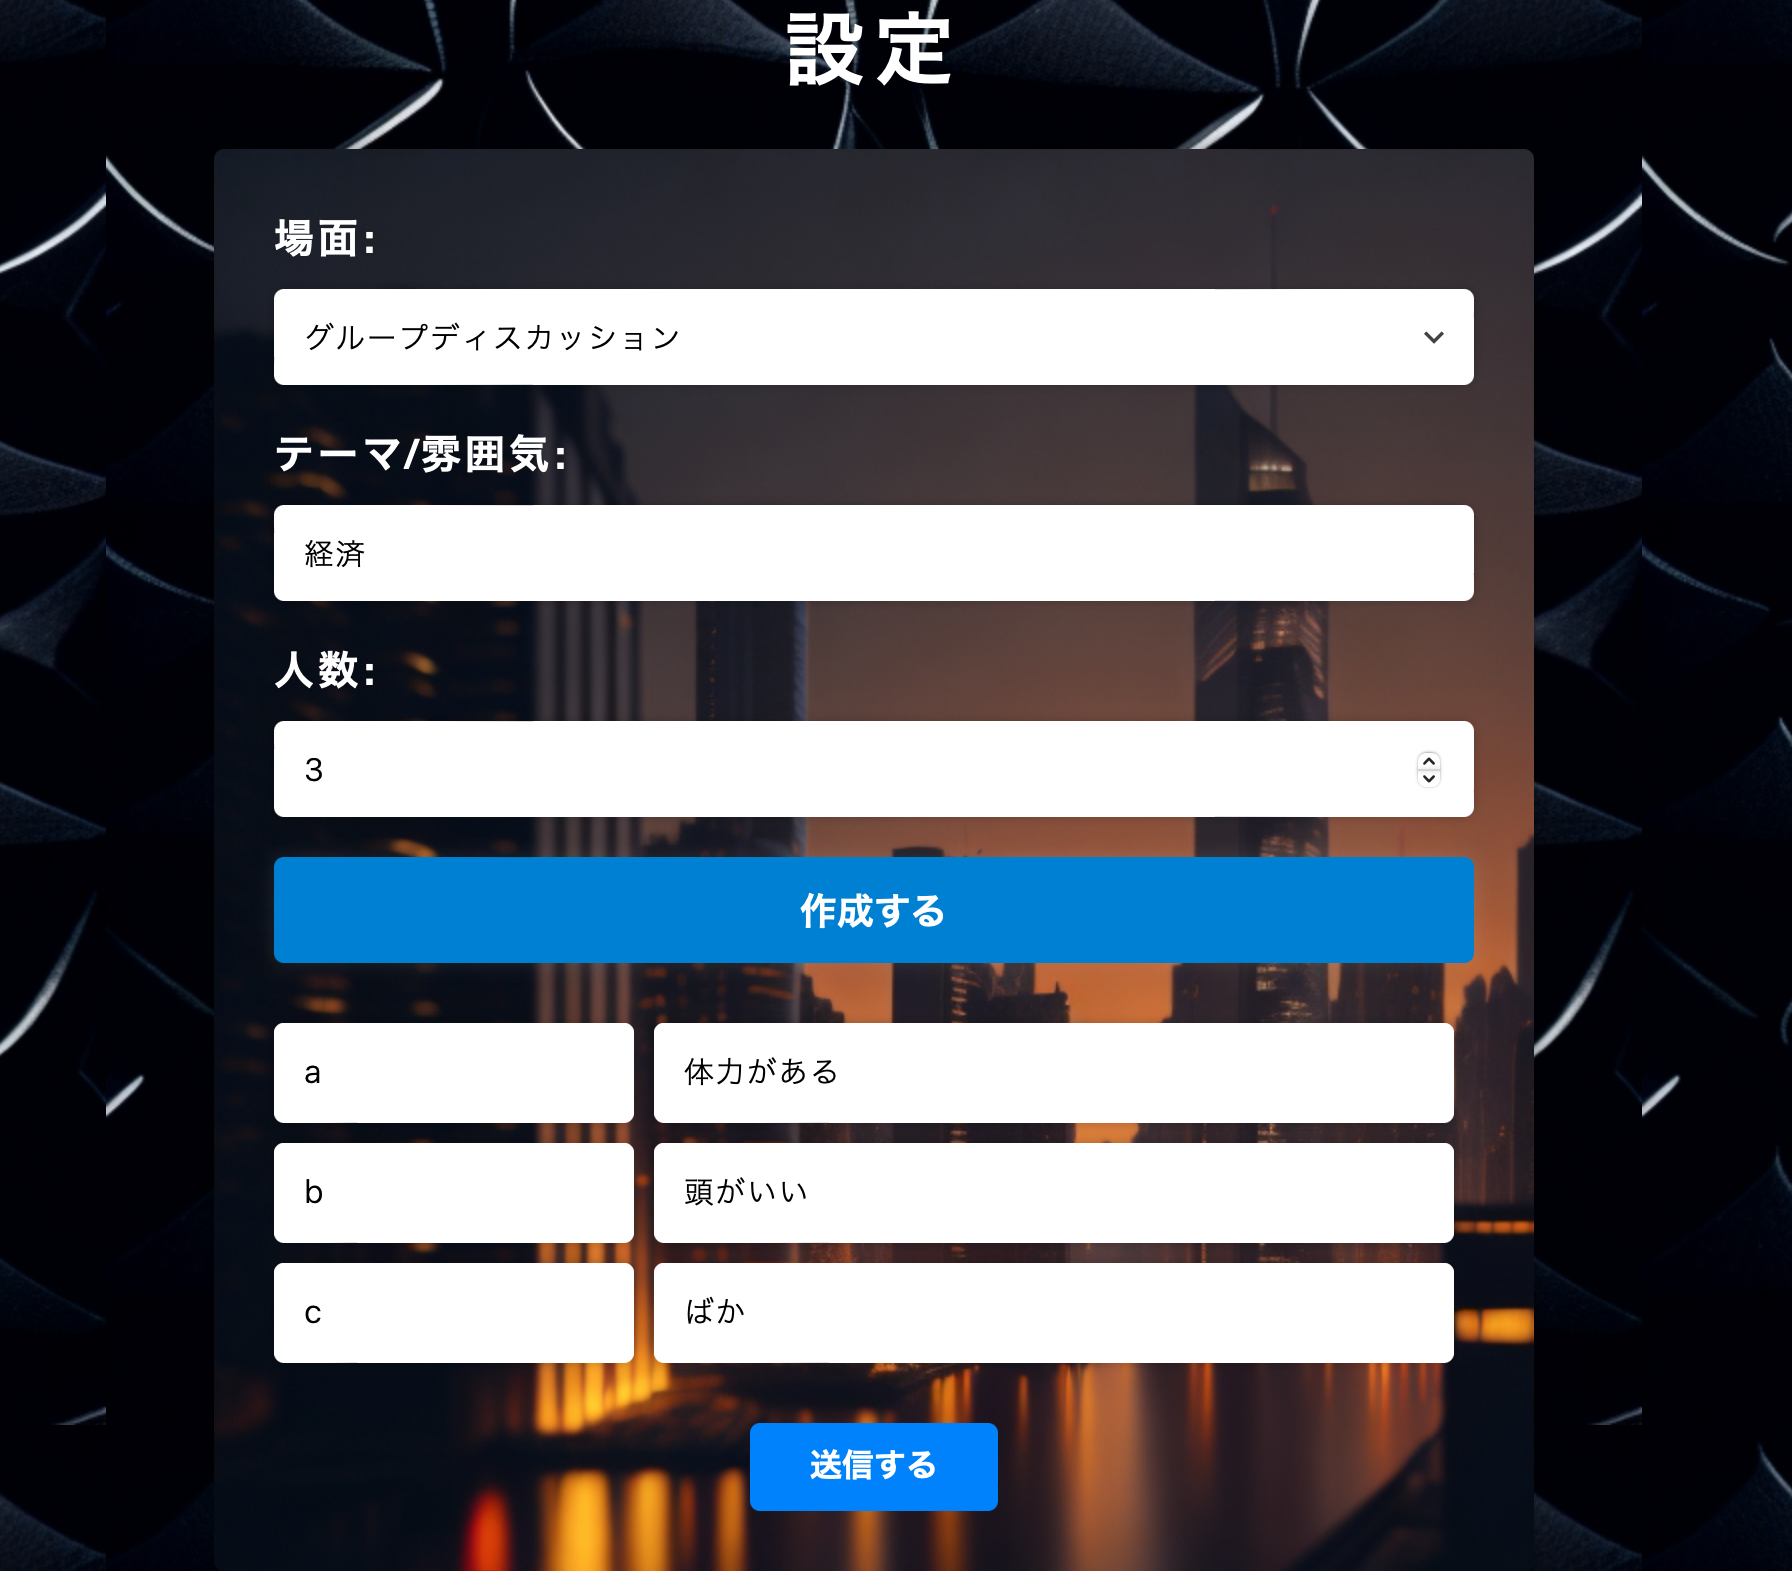 設定
場面:
グループディスカッション
テーマ/雰囲気:
経済
人数:
3
作成する
a 体力がある
b 頭がいい
c ばか
送信する